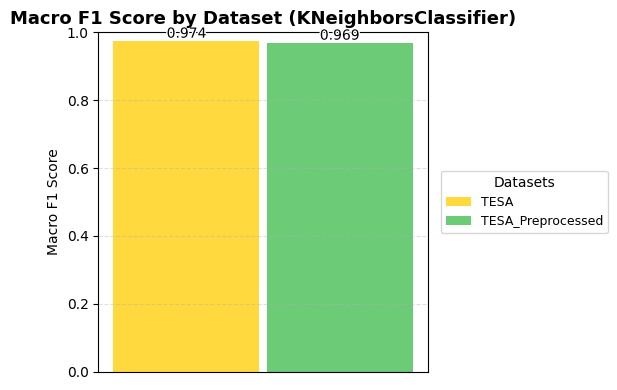 Macro F1 Score by Dataset (KNeighborsClassifier)
0.974
0.969
1.0
0.8
0.6
0.4
0.2
0.0
Macro F1 Score
Datasets
TESA
TESA_Preprocessed